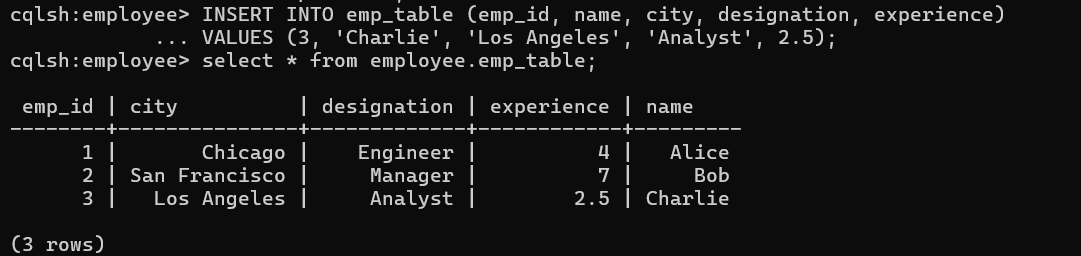 cqlsh:employee> INSERT INTO emp_table (emp_id, name, city, designation, experience)
            ... VALUES (3, 'Charlie', 'Los Angeles', 'Analyst', 2.5);
cqlsh:employee> select * from employee.emp_table;
 emp_id | city          | designation | experience | name
--------+---------------+-------------+------------+---------
      1 |       Chicago |    Engineer |          4 |   Alice
      2 | San Francisco |     Manager |          7 |     Bob
      3 |   Los Angeles |     Analyst |        2.5 | Charlie
(3 rows)